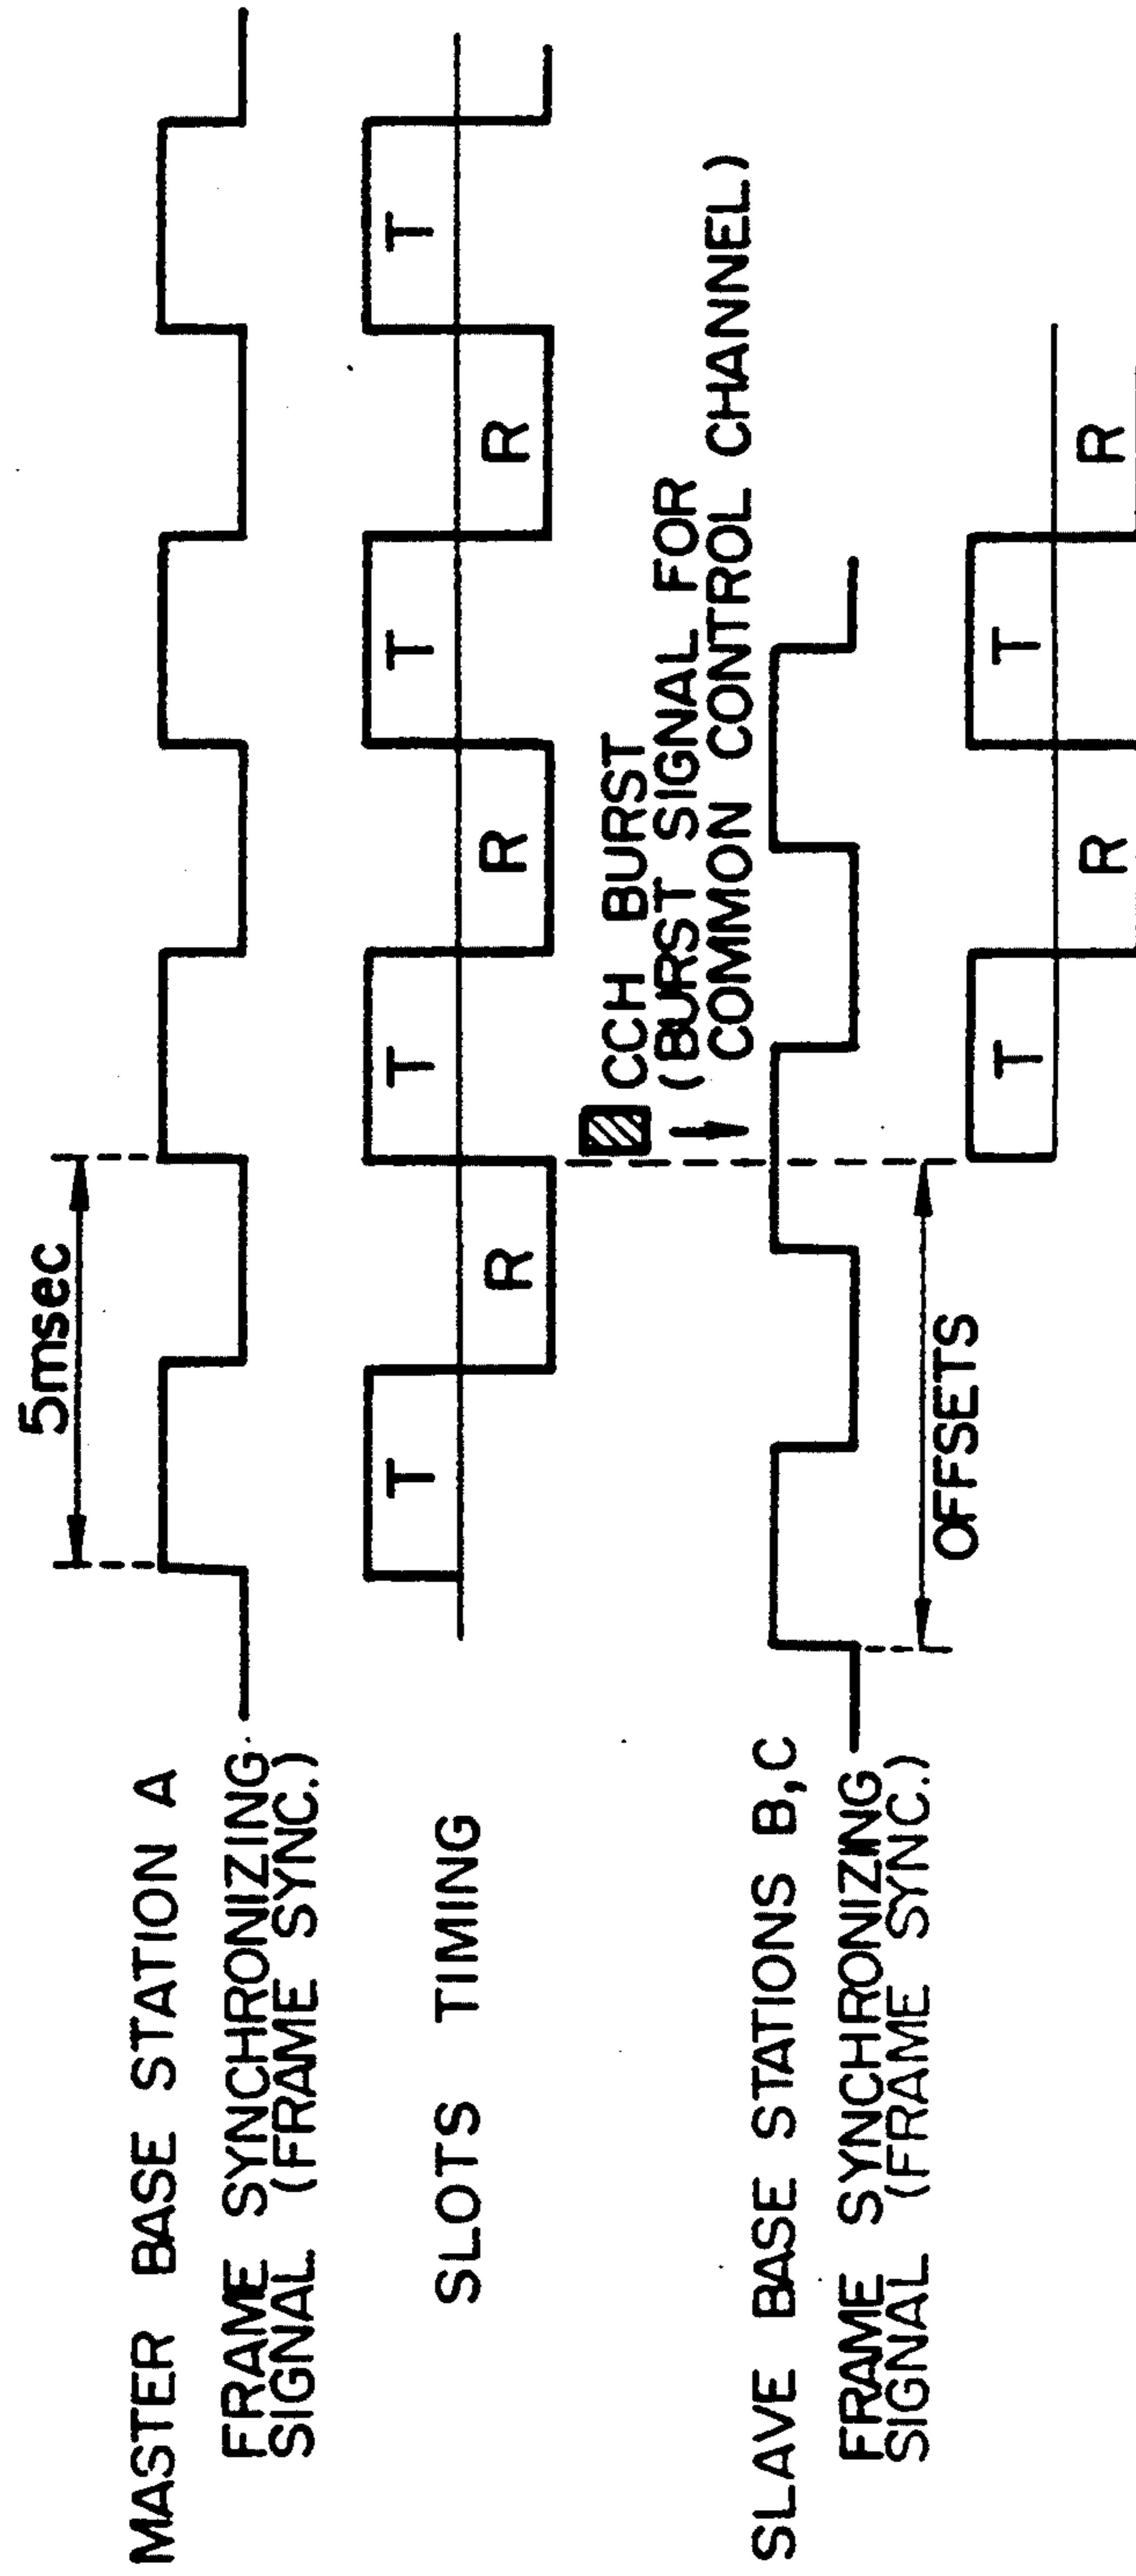 5msec
MASTER BASE STATION A
FRAME SYNCHRONIZING
SIGNAL (FRAME SYNC.)
SLOTS TIMING
T R T R T R T
CCH BURST
(BURST SIGNAL FOR
COMMON CONTROL CHANNEL)
SLAVE BASE STATIONS B,C
FRAME SYNCHRONIZING
SIGNAL (FRAME SYNC.)
OFFSETS
T R T R